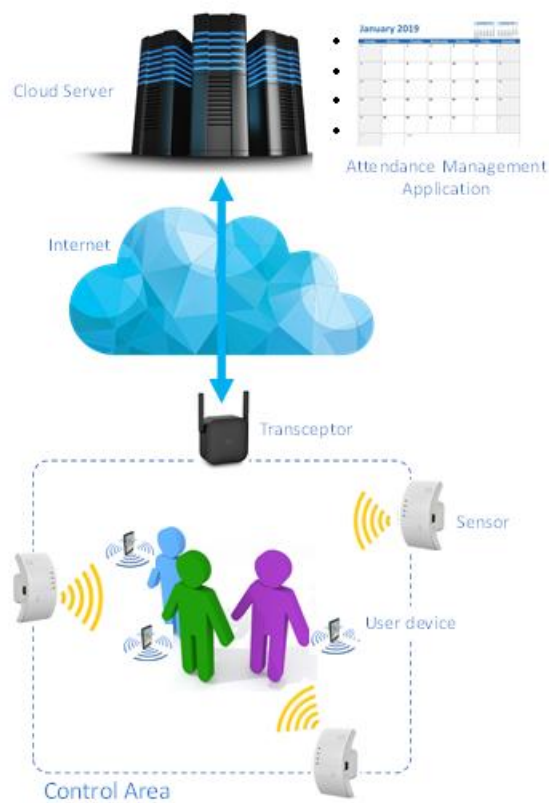 January 2019
Cloud Server
Attendance Management
Application
Internet
Transceptor
Sensor
User device
Control Area